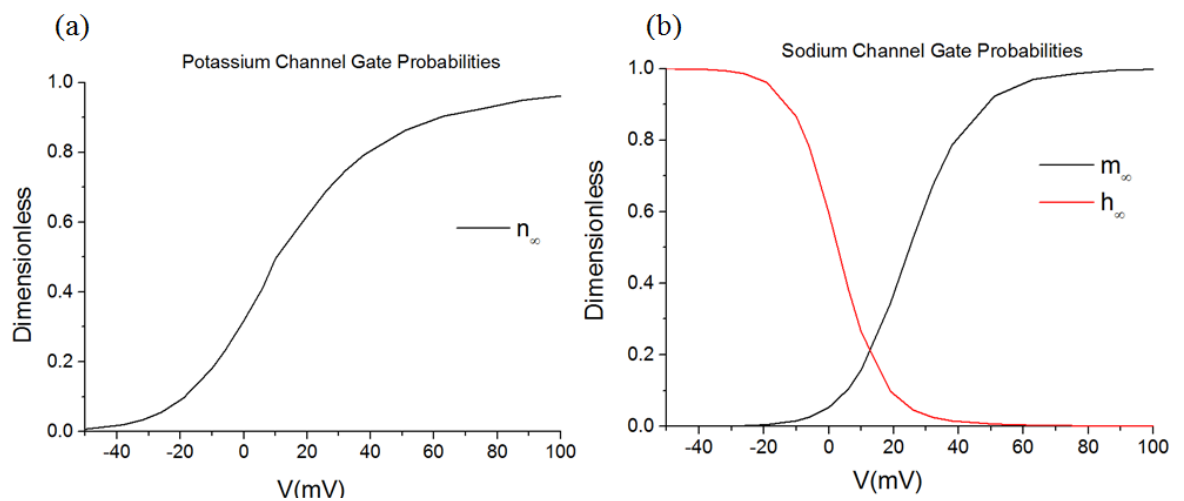 (a)
Potassium Channel Gate Probabilities
Dimensionless
1.0
0.8
0.6
0.4
0.2
0.0
-40 -20 0 20 40 60 80 100
V(mV)
n∞
(b)
Sodium Channel Gate Probabilities
Dimensionless
1.0
0.8
0.6
0.4
0.2
0.0
-40 -20 0 20 40 60 80 100
V(mV)
m∞
h∞